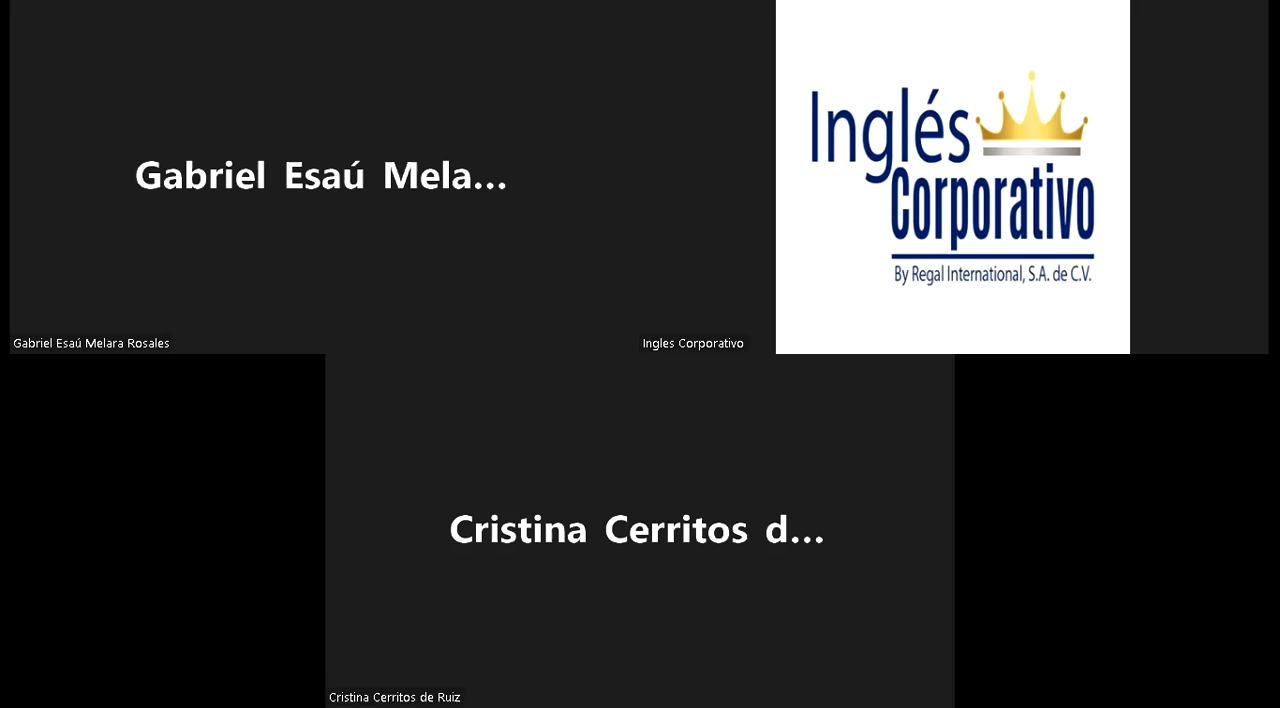 Gabriel Esaú Mela...
Inglés
Corporativo
By Regal International, S.A. de C.V.
Gabriel Esaú Melara Rosales
Ingles Corporativo
Cristina Cerritos d...
Cristina Cerritos de Ruiz